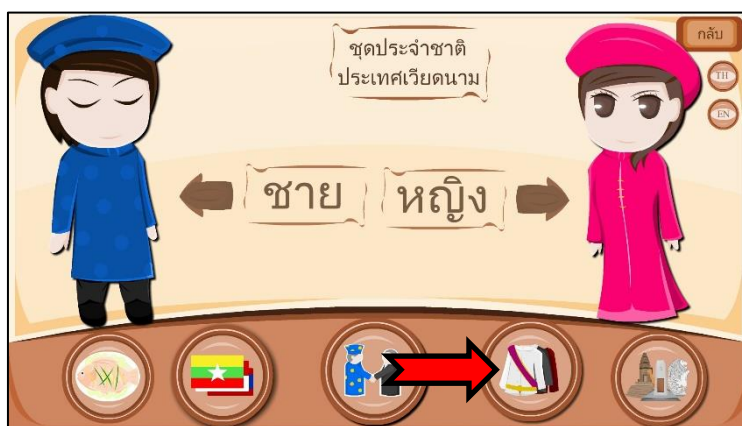 ชุดประจำชาติ
ประเทศเวียดนาม
กลับ
TH
EN
ชาย
หญิง